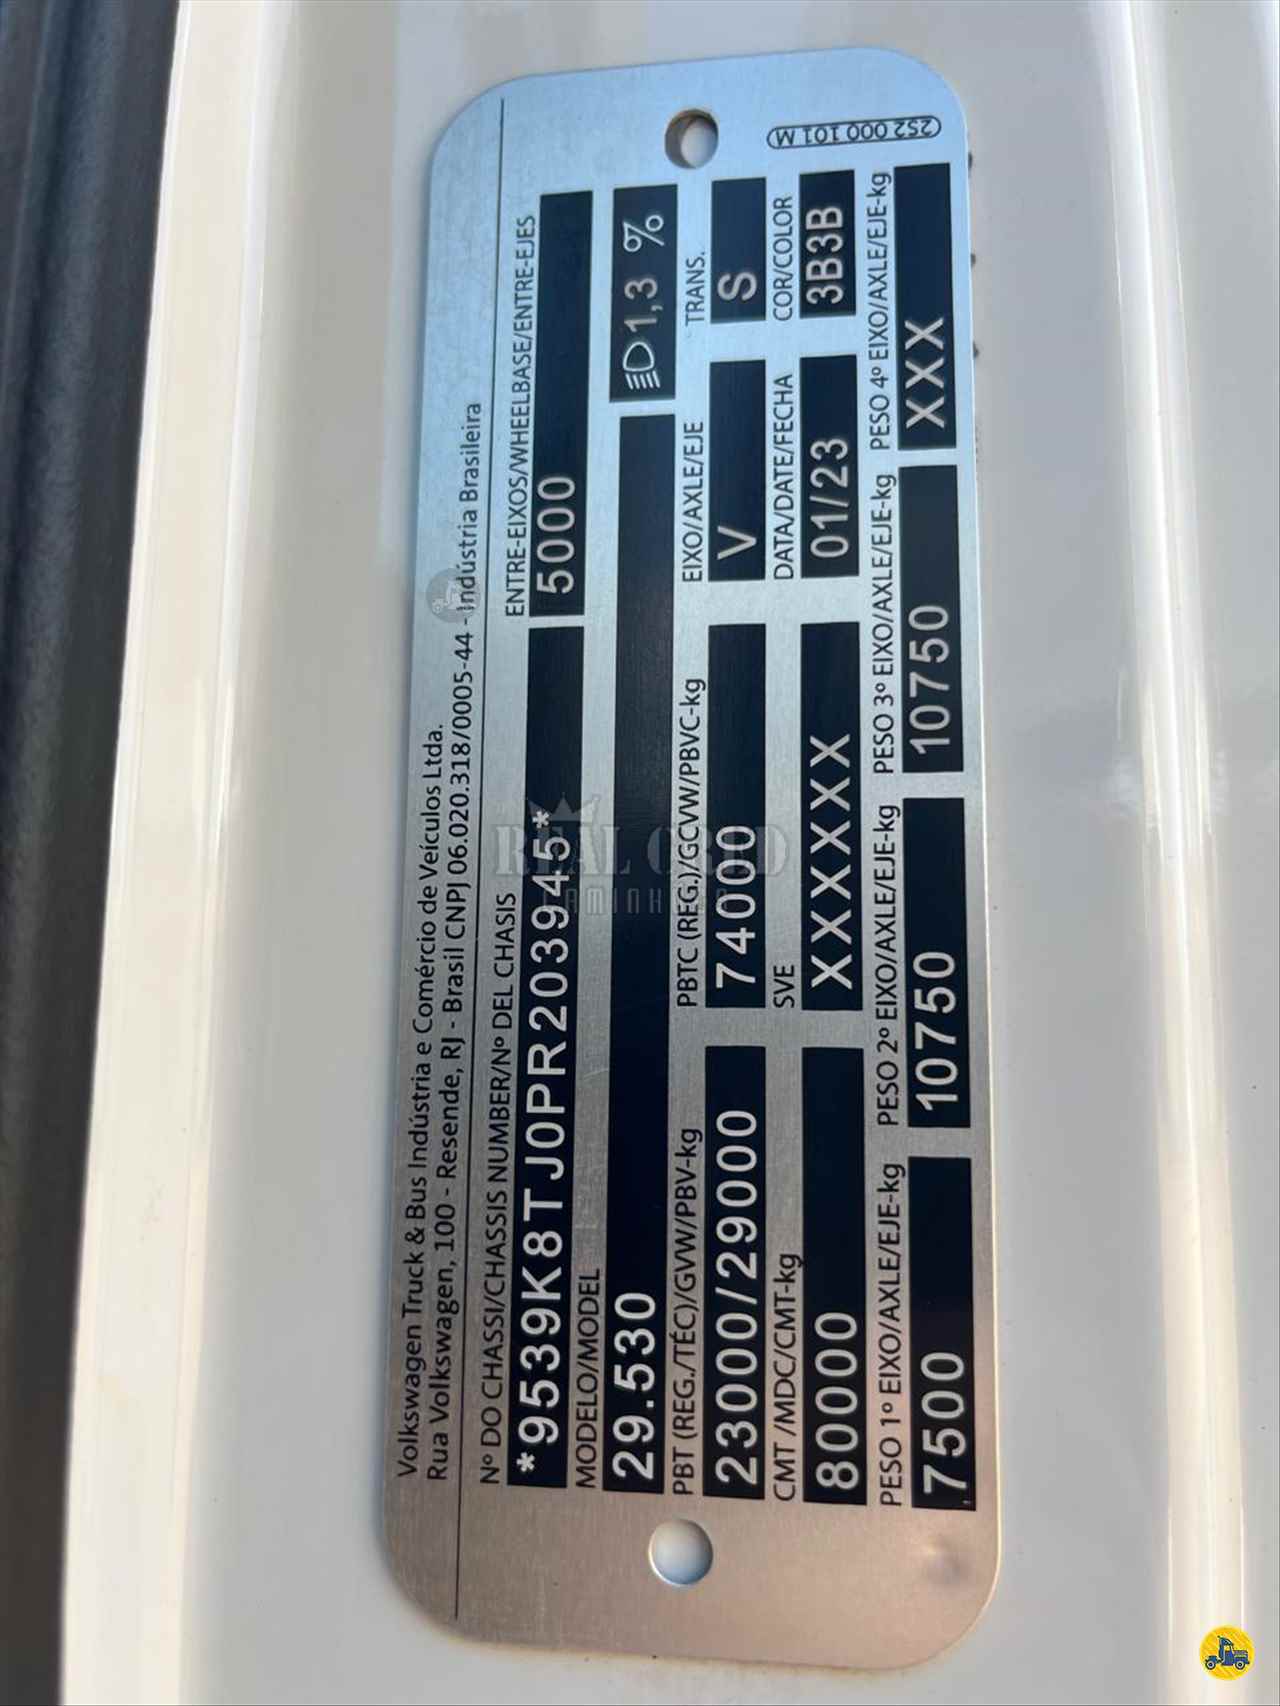 Volkswagen Truck & Bus Indústria e Comércio de Veículos Ltda.
Rua Volkswagen, 100 - Resende, RJ - Brasil CNPJ 06.020.318/0005-44 - Indústria Brasileira
Nº DO CHASSI/CHASSIS NUMBER/Nº DEL CHASIS
ENTRE-EIXOS/WHEELBASE/ENTRE-EJES
*9539K8TJ0PR203945*
5000
MODELO/MODEL
29.530
1,3 %
PBT (REG./TÉC)/GVW/PBV-kg
PBTC (REG.)/GCVW/PBVC-kg
EIXO/AXLE/EJE
TRANS.
23000/29000
74000
V
S
CMT /MDC/CMT-kg
SVE
DATA/DATE/FECHA
COR/COLOR
80000
XXXXXX
01/23
3B3B
PESO 1º EIXO/AXLE/EJE-kg
PESO 2º EIXO/AXLE/EJE-kg
PESO 3º EIXO/AXLE/EJE-kg
PESO 4º EIXO/AXLE/EJE-kg
7500
10750
10750
XXX
2S2 000 101 M
REAL GRID
CAMINHÕES